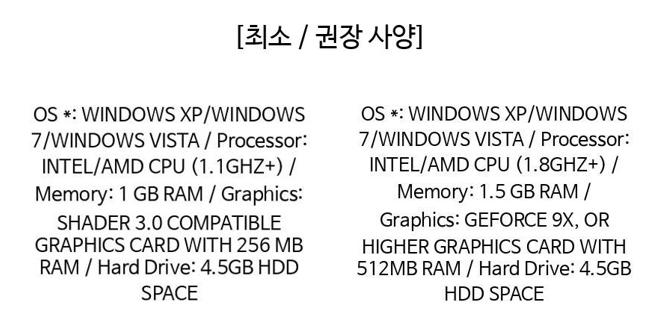 [최소 / 권장 사양]
OS *: WINDOWS XP/WINDOWS
7/WINDOWS VISTA / Processor:
INTEL/AMD CPU (1.1GHZ+) /
Memory: 1 GB RAM / Graphics:
SHADER 3.0 COMPATIBLE
GRAPHICS CARD WITH 256 MB
RAM / Hard Drive: 4.5GB HDD
SPACE
OS *: WINDOWS XP/WINDOWS
7/WINDOWS VISTA / Processor:
INTEL/AMD CPU (1.8GHZ+) /
Memory: 1.5 GB RAM /
Graphics: GEFORCE 9X, OR
HIGHER GRAPHICS CARD WITH
512MB RAM / Hard Drive: 4.5GB
HDD SPACE